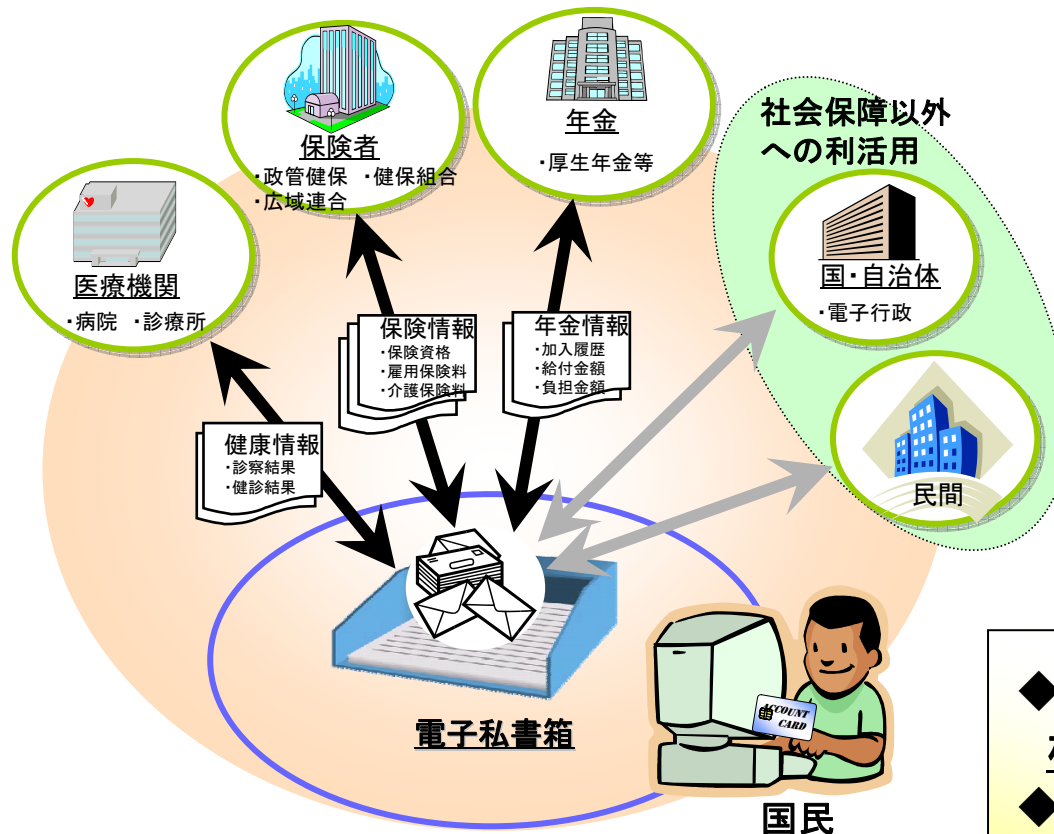 保険者
・政管健保 ・健保組合
・広域連合
年金
・厚生年金等
社会保障以外
への利活用
医療機関
・病院 ・診療所
国・自治体
・電子行政
民間
保険情報
・保険資格
・雇用保険料
・介護保険料
年金情報
・加入履歴
・給付金額
・負担金額
健康情報
・診察結果
・健診結果
電子私書箱
ACCOUNT
CARD
国民
◆
◆